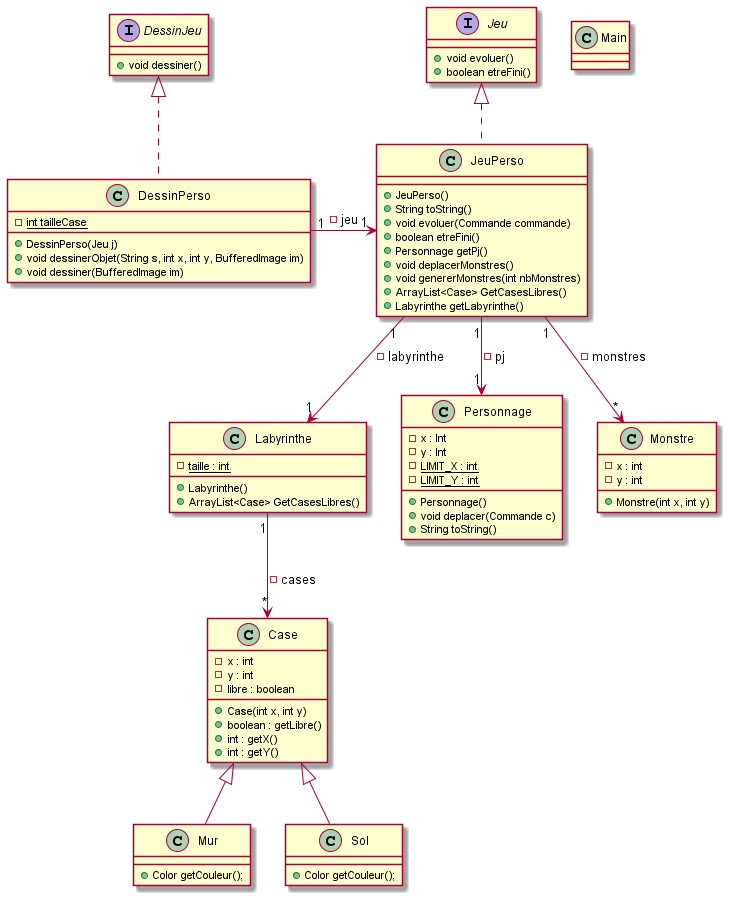 I DessinJeu
void dessiner()
I Jeu
void evoluer()
boolean etreFini()
C Main
C DessinPerso
int tailleCase
DessinPerso(Jeu j)
void dessinerObjet(String s, int x, int y, BufferedImage im)
void dessiner(BufferedImage im)
1 jeu 1
C JeuPerso
JeuPerso()
String toString()
void evoluer(Commande commande)
boolean etreFini()
Personnage getPj()
void deplacerMonstres()
void genererMonstres(int nbMonstres)
ArrayList<Case> GetCasesLibres()
Labyrinthe getLabyrinthe()
1 1 1
labyrinthe pj monstres
1 1 *
C Labyrinthe
taille : int
Labyrinthe()
ArrayList<Case> GetCasesLibres()
C Personnage
x : Int
y : Int
LIMIT_X : int
LIMIT_Y : int
Personnage()
void deplacer(Commande c)
String toString()
C Monstre
x : int
y : int
Monstre(int x, int y)
1
cases
*
C Case
x : int
y : int
libre : boolean
Case(int x, int y)
boolean : getLibre()
int : getX()
int : getY()
C Mur
Color getCouleur();
C Sol
Color getCouleur();